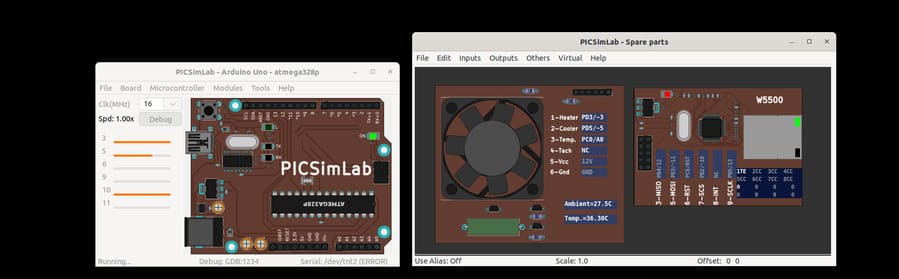 PICSimLab - Arduino Uno - atmega328p
File Board Microcontroller Modules Tools Help
Clk(MHz) 16
Spd: 1.00x Debug
3
5
6
9
10
11
PICSimLab
ATMEGA328P
Running...
Debug: GDB:1234
Serial: /dev/tnt2 (ERROR)
PICSimLab - Spare parts
File Edit Inputs Outputs Others Virtual Help
1-Heater PD3/~3
2-Cooler PD5/~5
3-Temp. PC0/A0
4-Tach NC
5-Vcc 12V
6-Gnd GND
Ambient=27.5C
Temp.=36.30C
W5500
3-MISO PB4/12
5-MOSI PB3/~11
6-RST PC6/RST
7-SCS PB2/~10
8-INT NC
9-SCLK PB5/13
1TE 2CC 3CC 4CC
5CC 6CC 7CC 8CC
0 0
0 0
Use Alias: Off
Scale: 1.0
Offset: 0 0